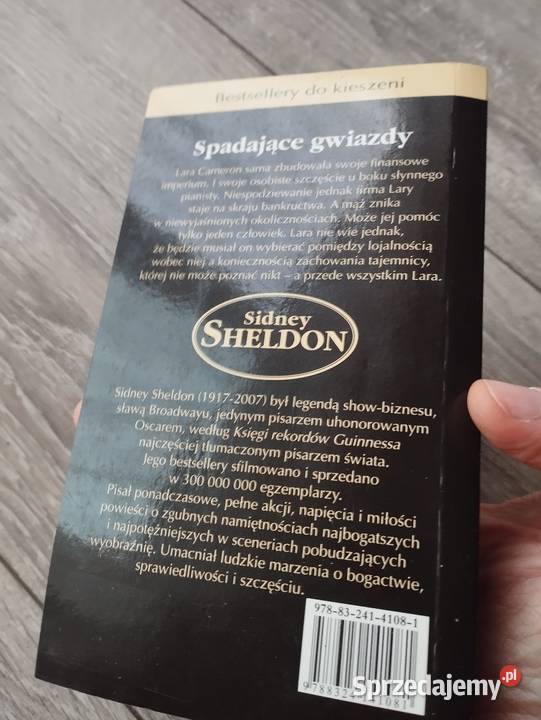 Bestsellery do kieszeni
Spadające gwiazdy
Lara Cameron sama zbudowała swoje finansowe
imperium. I swoje osobiste szczęście u boku słynnego
pianisty. Niespodziewanie jednak firma Lary
staje na skraju bankructwa. A mąż znika
w niewyjaśnionych okolicznościach. Może jej pomóc
tylko jeden człowiek. Lara nie wie jednak,
że będzie musiał on wybierać pomiędzy lojalnością
wobec niej a koniecznością zachowania tajemnicy,
której nie może poznać nikt – a przede wszystkim Lara.
Sidney
SHELDON
Sidney Sheldon (1917-2007) był legendą show-biznesu,
sławą Broadwayu, jedynym pisarzem uhonorowanym
Oscarem, według Księgi rekordów Guinnessa
najczęściej tłumaczonym pisarzem świata.
Jego bestsellery sfilmowano i sprzedano
w 300 000 000 egzemplarzy.
Pisał ponadczasowe, pełne akcji, napięcia i miłości
powieści o zgubnych namiętnościach najbogatszych
i najpotężniejszych w sceneriach pobudzających
wyobraźnię. Umacniał ludzkie marzenia o bogactwie,
sprawiedliwości i szczęściu.
978-83-241-4108-1
9788324141081
Sprzedajemy.pl